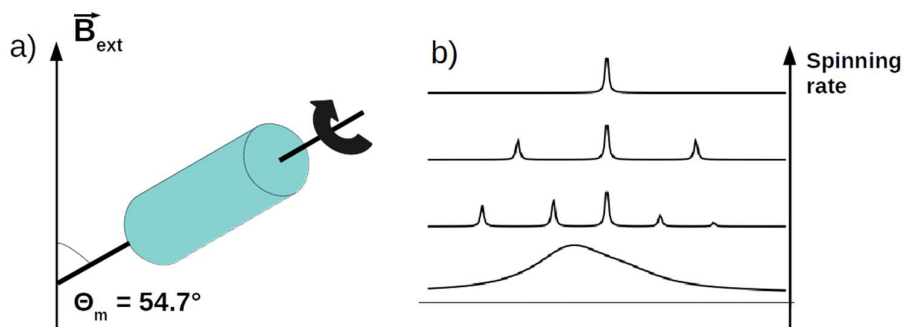 a)
B ext
Θm = 54.7°
b)
Spinning
rate